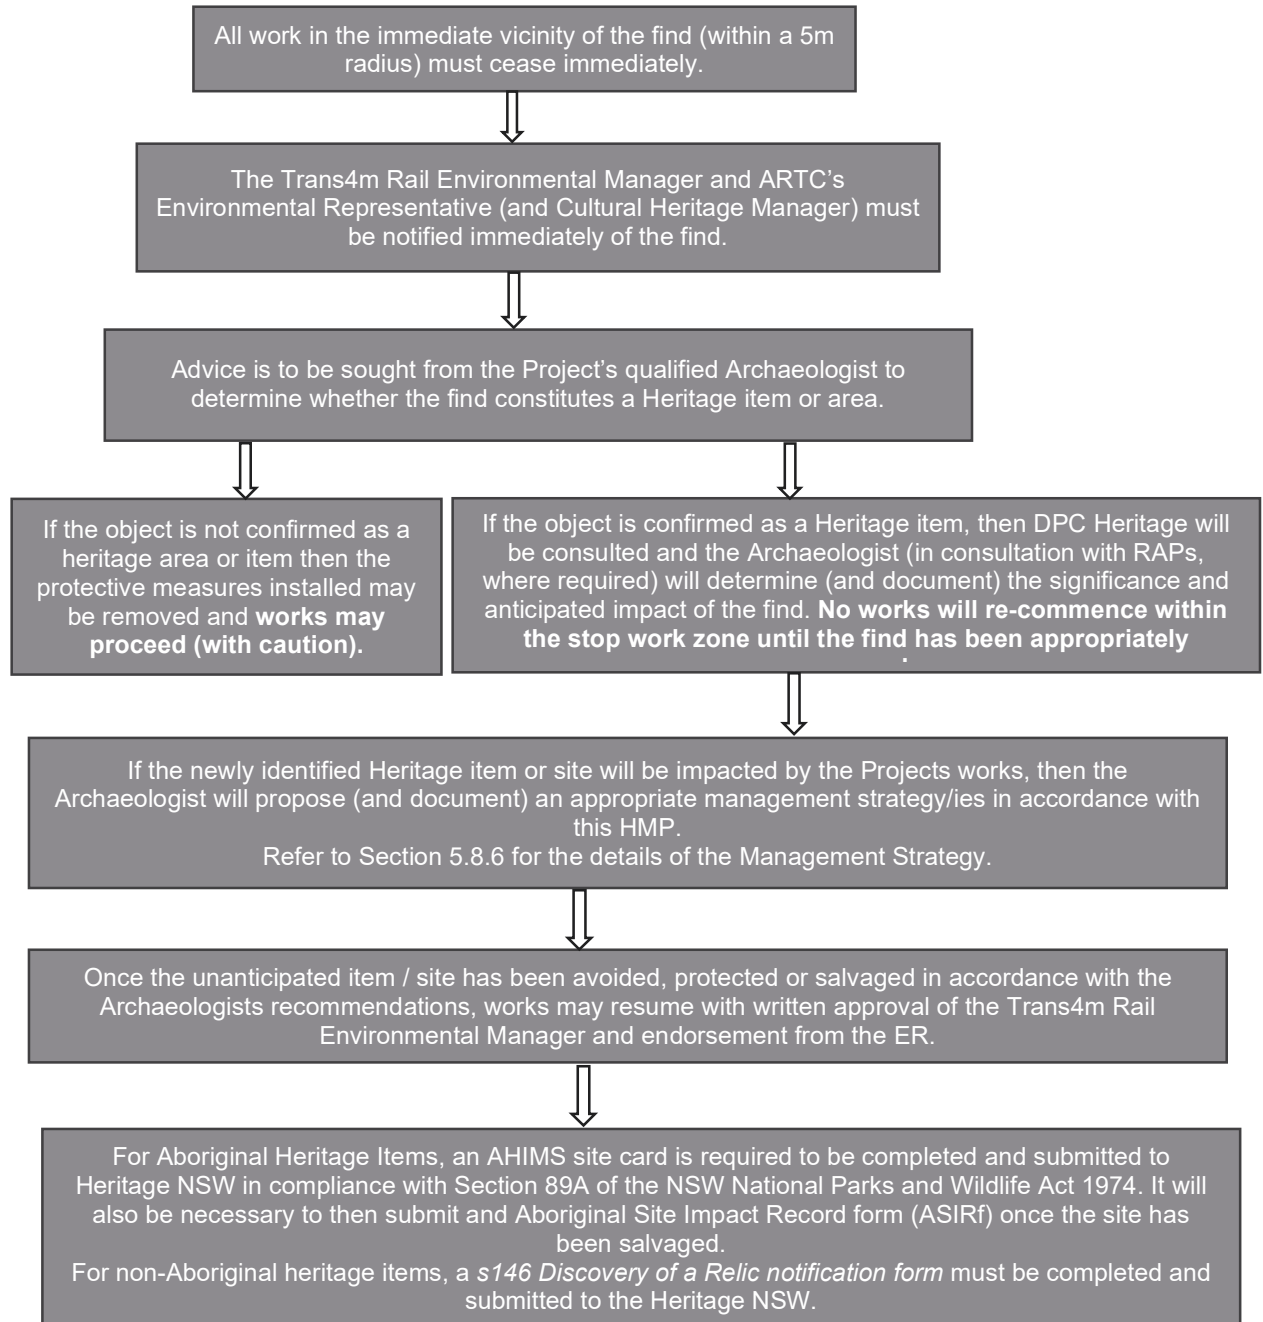 All work in the immediate vicinity of the find (within a 5m
radius) must cease immediately.
The Trans4m Rail Environmental Manager and ARTC's
Environmental Representative (and Cultural Heritage Manager) must
be notified immediately of the find.
Advice is to be sought from the Project's qualified Archaeologist to
determine whether the find constitutes a Heritage item or area.
If the object is not confirmed as a
heritage area or item then the
protective measures installed may
be removed and works may
proceed (with caution).
If the object is confirmed as a Heritage item, then DPC Heritage will
be consulted and the Archaeologist (in consultation with RAPs,
where required) will determine (and document) the significance and
anticipated impact of the find. No works will re-commence within
the stop work zone until the find has been appropriately
If the newly identified Heritage item or site will be impacted by the Projects works, then the
Archaeologist will propose (and document) an appropriate management strategy/ies in accordance with
this HMP.
Refer to Section 5.8.6 for the details of the Management Strategy.
Once the unanticipated item / site has been avoided, protected or salvaged in accordance with the
Archaeologists recommendations, works may resume with written approval of the Trans4m Rail
Environmental Manager and endorsement from the ER.
For Aboriginal Heritage Items, an AHIMS site card is required to be completed and submitted to
Heritage NSW in compliance with Section 89A of the NSW National Parks and Wildlife Act 1974. It will
also be necessary to then submit and Aboriginal Site Impact Record form (ASIRf) once the site has
been salvaged.
For non-Aboriginal heritage items, a s146 Discovery of a Relic notification form must be completed and
submitted to the Heritage NSW.